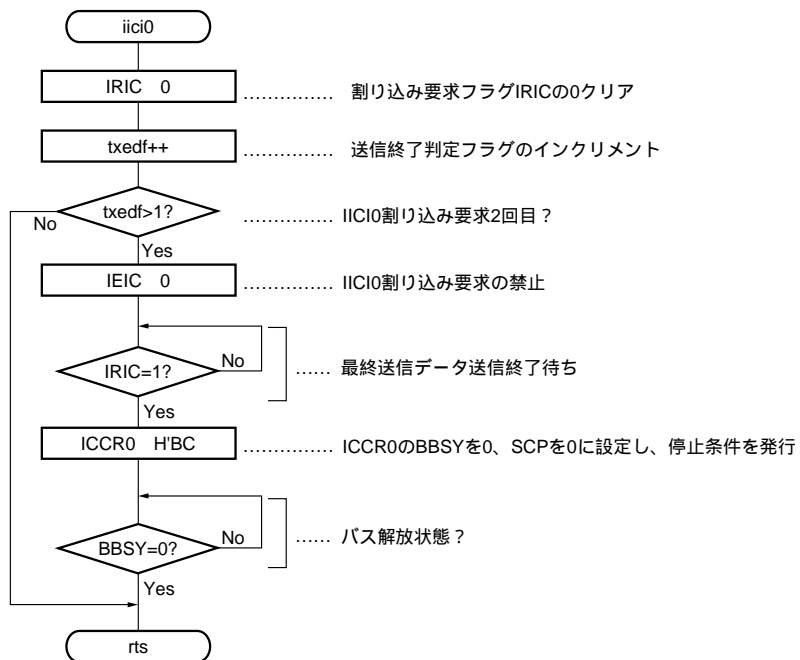 iici0
IRIC 0 …………… 割り込み要求フラグIRICの0クリア
txedf++ …………… 送信終了判定フラグのインクリメント
txedf>1? …………… IICI0割り込み要求2回目？
No
Yes
IEIC 0 …………… IICI0割り込み要求の禁止
IRIC=1? No …… 最終送信データ送信終了待ち
Yes
ICCR0 H'BC …………… ICCR0のBBSYを0、SCPを0に設定し、停止条件を発行
BBSY=0? No …… バス解放状態？
Yes
rts